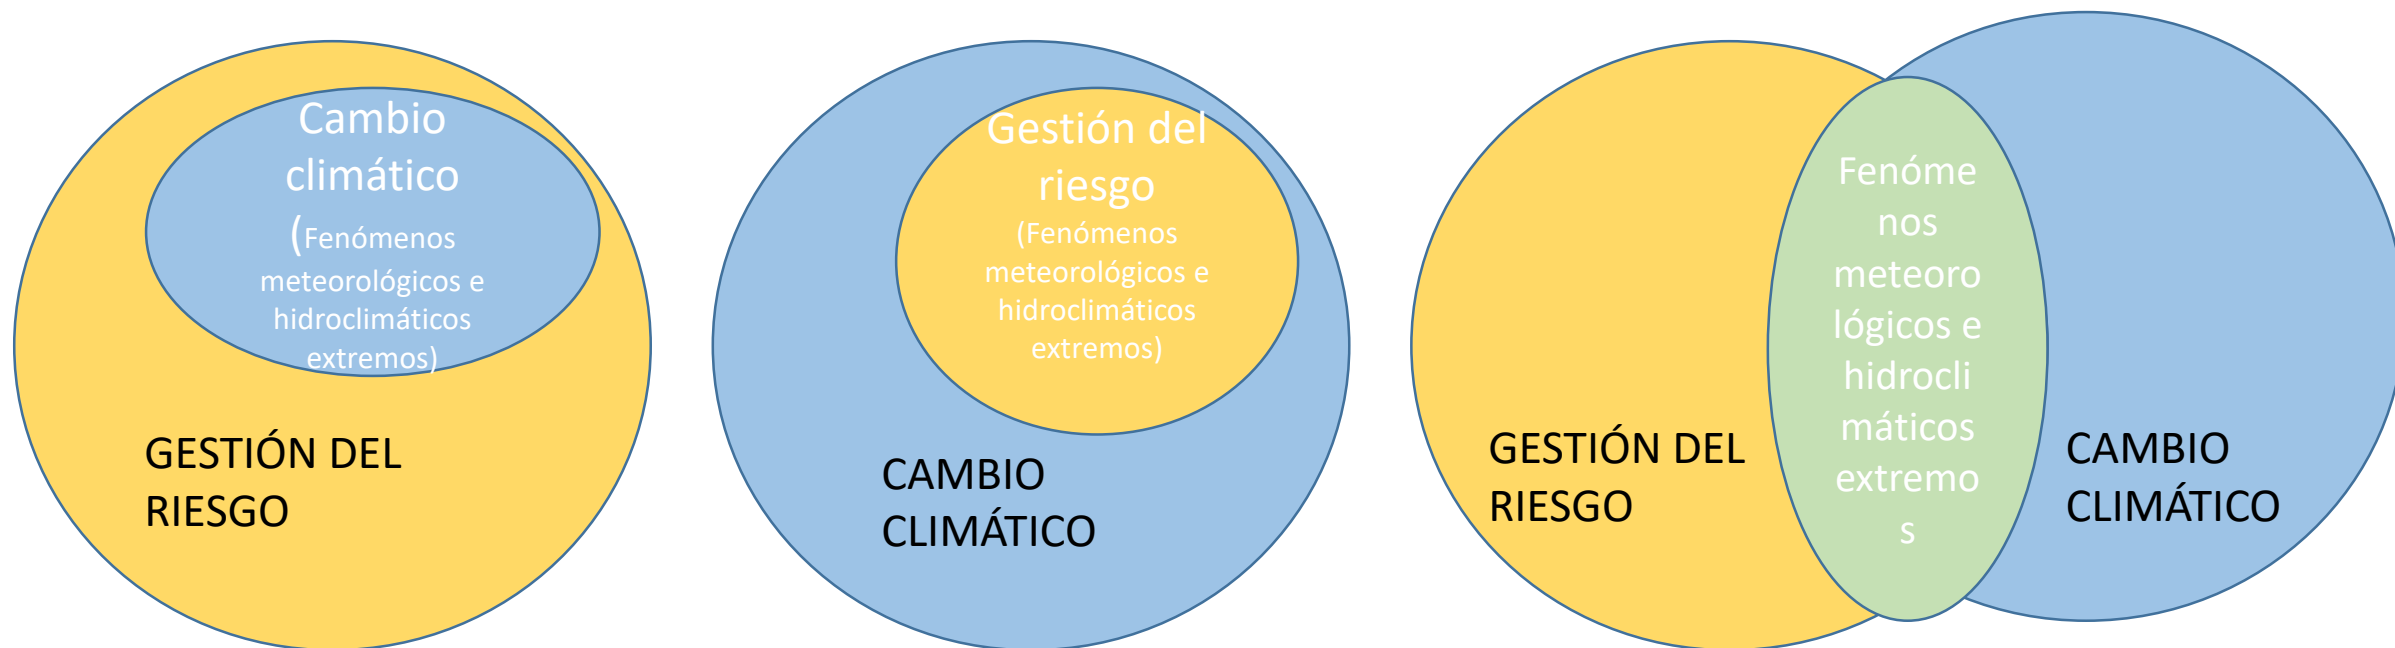 Cambio
climático
(Fenómenos
meteorológicos e
hidroclimáticos
extremos)
GESTIÓN DEL
RIESGO
Gestión del
riesgo
(Fenómenos
meteorológicos e
hidroclimáticos
extremos)
CAMBIO
CLIMÁTICO
Fenóme
nos
meteoro
lógicos e
hidrocli
máticos
extremo
s
GESTIÓN DEL
RIESGO
CAMBIO
CLIMÁTICO